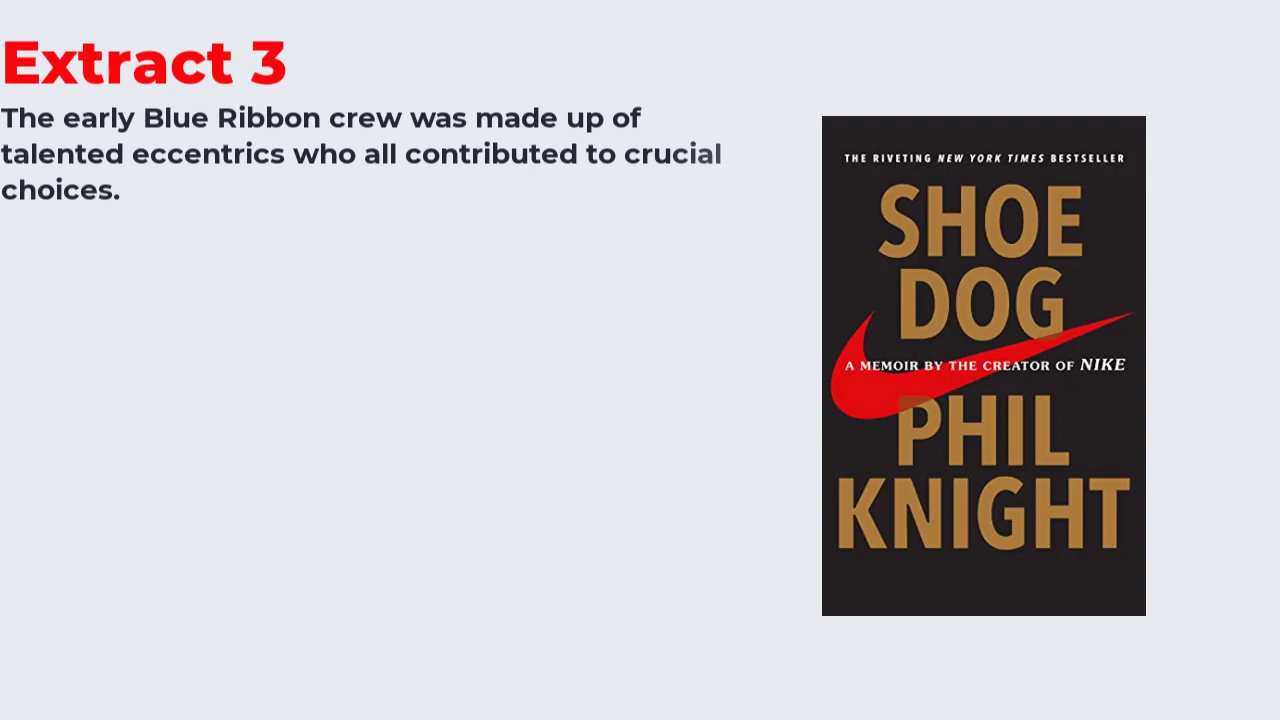 Extract 3
The early Blue Ribbon crew was made up of
talented eccentrics who all contributed to crucial
choices.
THE RIVETING NEW YORK TIMES BESTSELLER
SHOE
DOG
A MEMOIR BY THE CREATOR OF NIKE
PHIL
KNIGHT